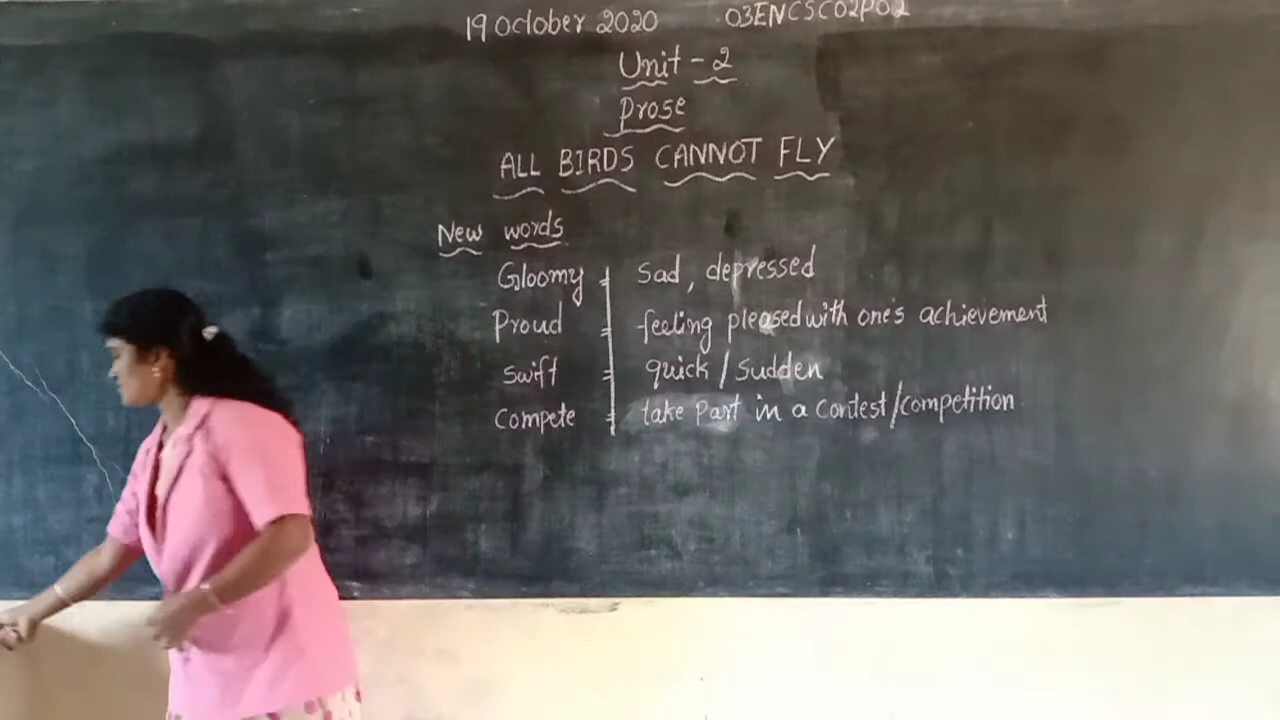 19 October 2020 03ENCSC02P02
Unit - 2
Prose
ALL BIRDS CANNOT FLY
New words
Gloomy = Sad, depressed
Proud = feeling pleased with one's achievement
Swift = quick / Sudden
Compete = take Part in a Contest/competition